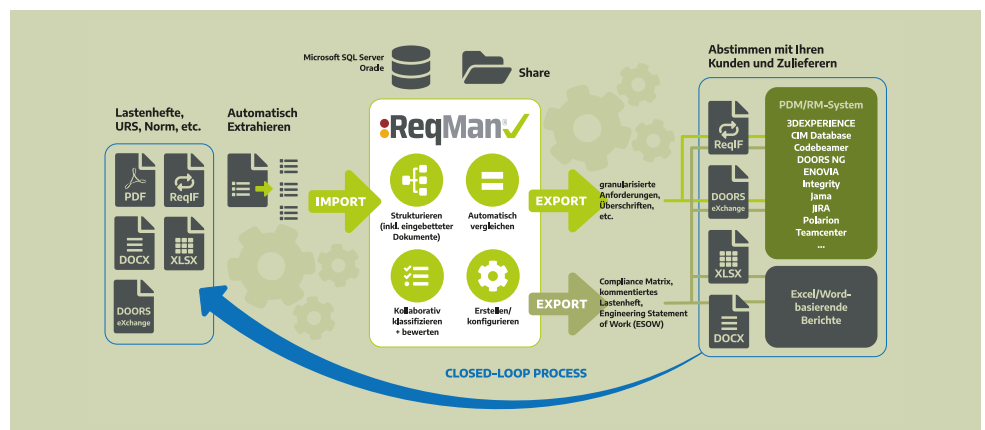 Microsoft SQL Server
Oracle
Share
Abstimmen mit Ihren
Kunden und Zulieferern
Lastenhefte,
URS, Norm, etc.
Automatisch
Extrahieren
PDF
ReqIF
DOCX
XLSX
DOORS
eXchange
IMPORT
ReqMan
Strukturieren
(inkl. eingebetteter
Dokumente)
Automatisch
vergleichen
Kollaborativ
klassifizieren
+ bewerten
Erstellen/
konfigurieren
EXPORT
granularisierte
Anforderungen,
Überschriften,
etc.
EXPORT
Compliance Matrix,
kommentiertes
Lastenheft,
Engineering Statement
of Work (ESOW)
ReqIF
DOORS
eXchange
XLSX
DOCX
PDM/RM-System
3DEXPERIENCE
CIM Database
Codebeamer
DOORS NG
ENOVIA
Integrity
Jama
JIRA
Polarion
Teamcenter
...
Excel/Word-
basierende
Berichte
CLOSED-LOOP PROCESS